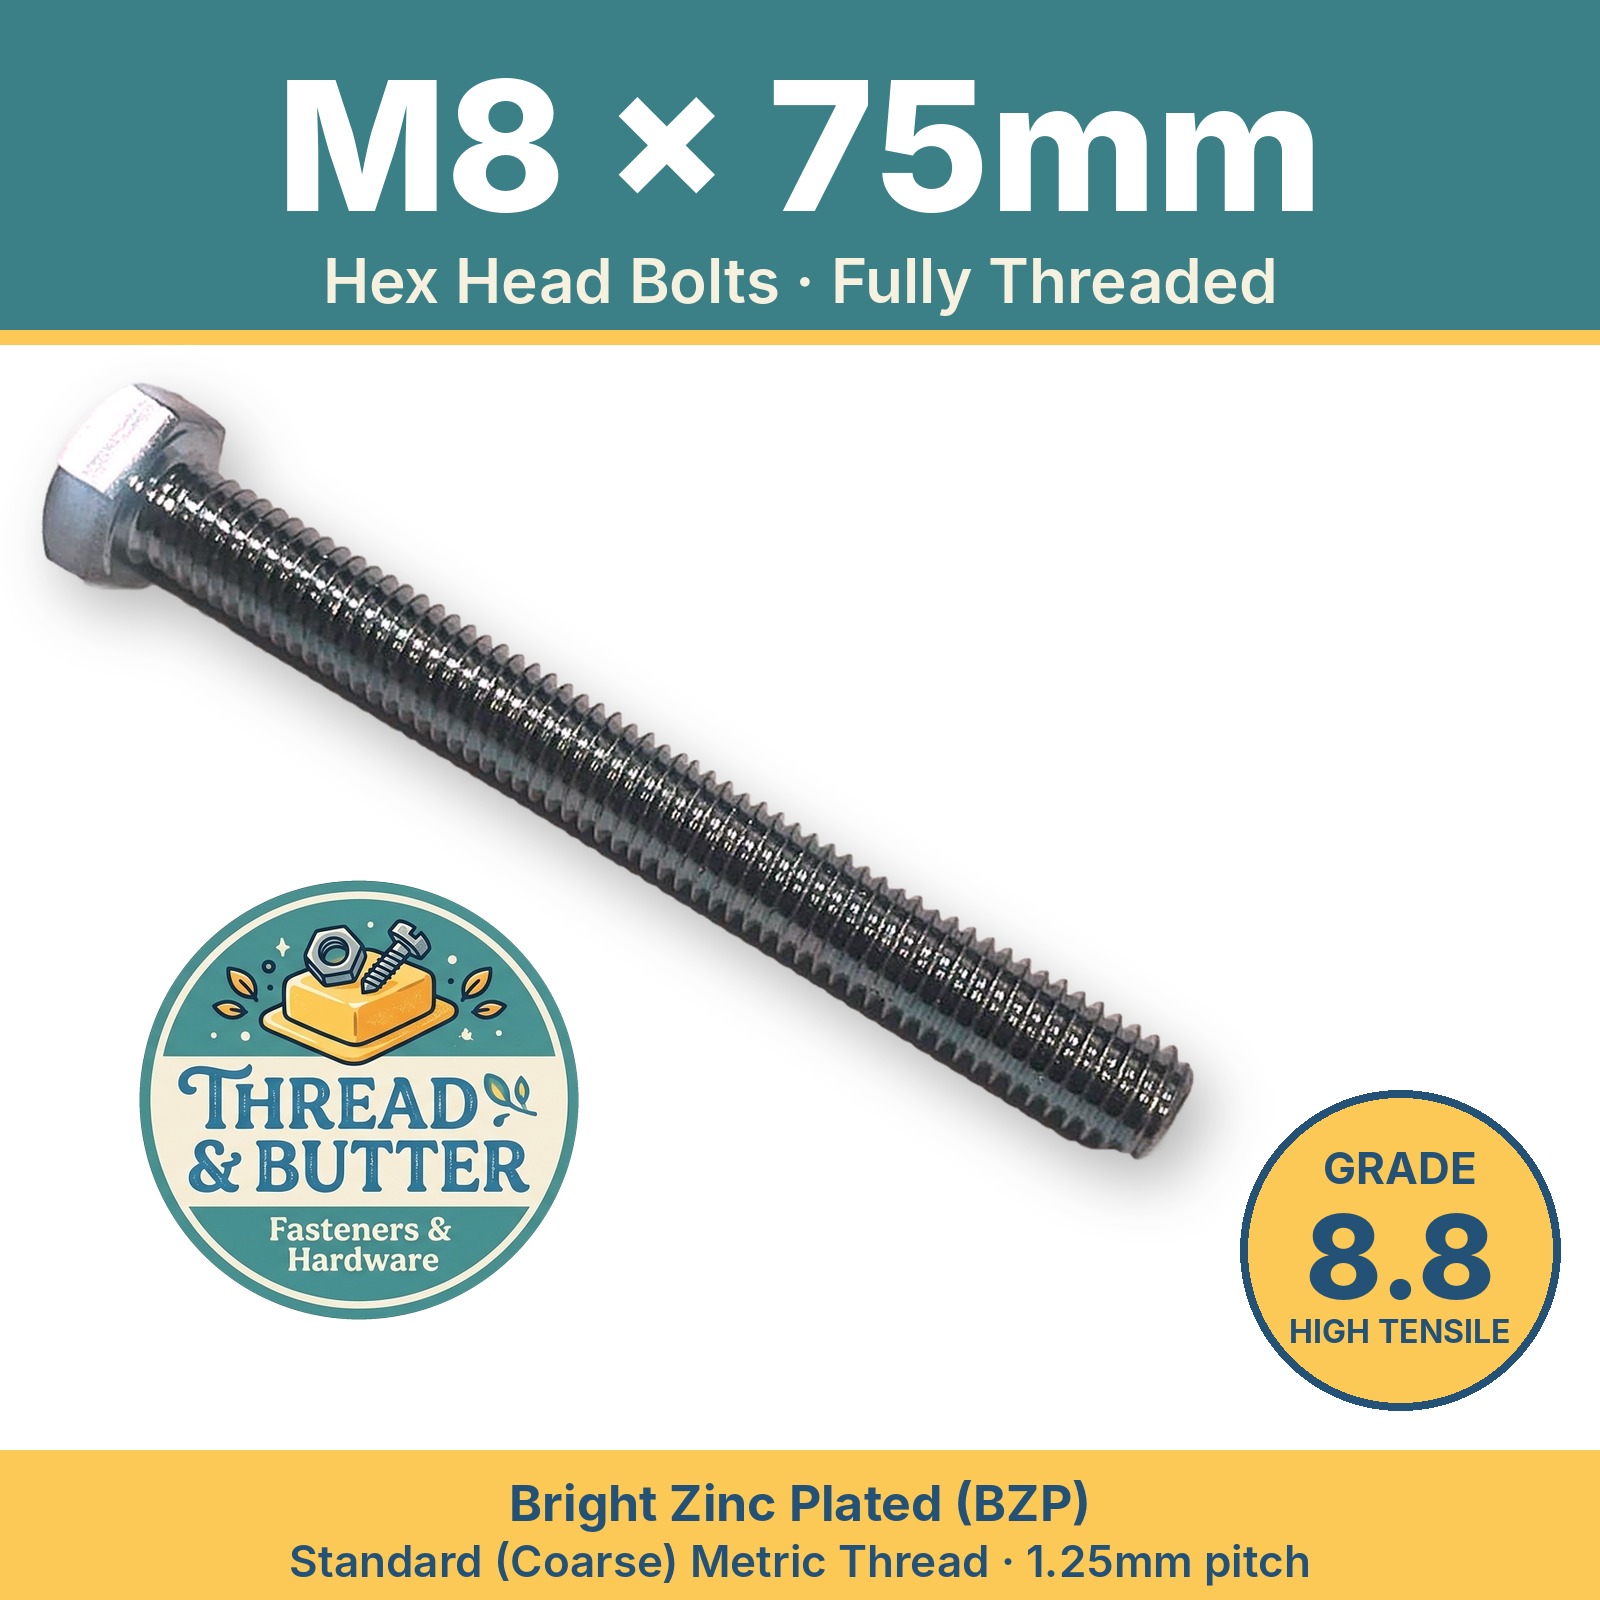 M8 × 75mm
Hex Head Bolts · Fully Threaded
THREAD
& BUTTER
Fasteners &
Hardware
GRADE
8.8
HIGH TENSILE
Bright Zinc Plated (BZP)
Standard (Coarse) Metric Thread · 1.25mm pitch